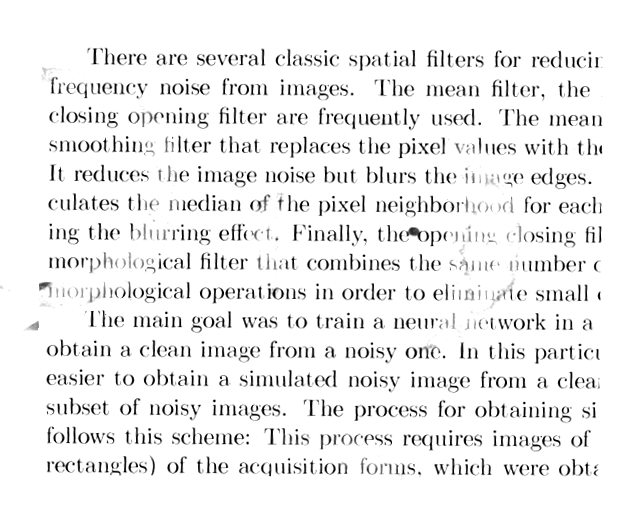 There are several classic spatial filters for reducin
frequency noise from images. The mean filter, the
closing opening filter are frequently used. The mean
smoothing filter that replaces the pixel values with the
It reduces the image noise but blurs the image edges.
culates the median of the pixel neighborhood for each
ing the blurring effect. Finally, the opening closing fil
morphological filter that combines the same number o
morphological operations in order to eliminate small
The main goal was to train a neural network in a
obtain a clean image from a noisy one. In this particu
easier to obtain a simulated noisy image from a clea
subset of noisy images. The process for obtaining si
follows this scheme: This process requires images of
rectangles) of the acquisition forms, which were obta